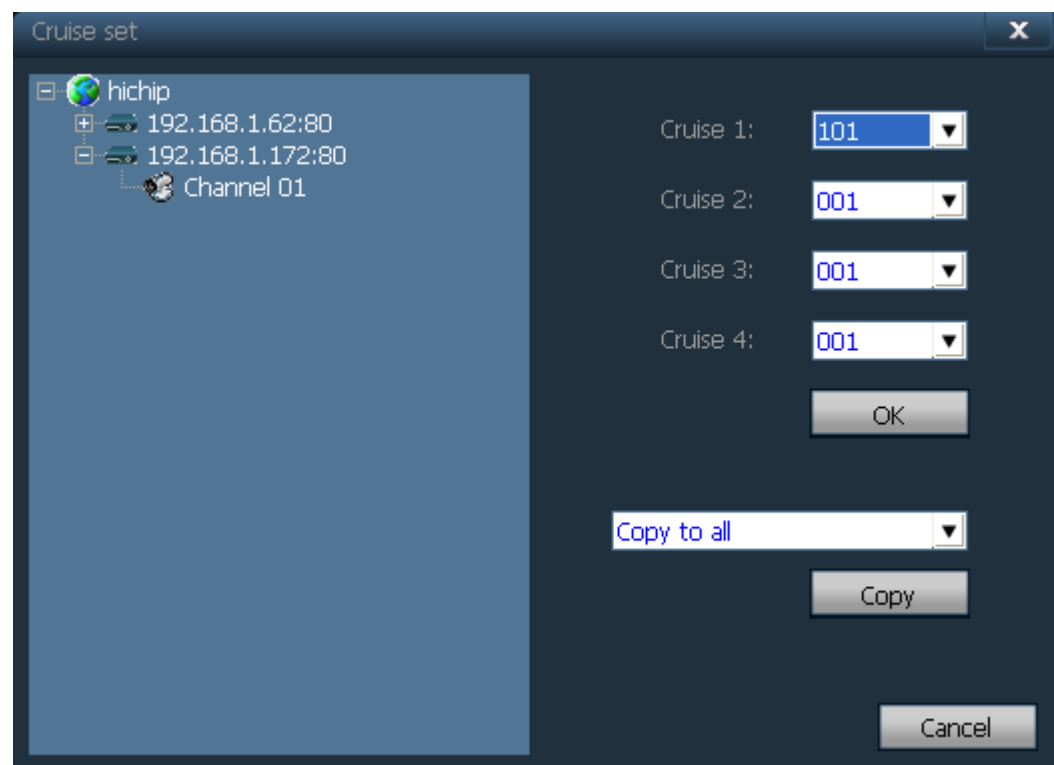 Cruise set
hichip
192.168.1.62:80
192.168.1.172:80
Channel 01
Cruise 1: 101
Cruise 2: 001
Cruise 3: 001
Cruise 4: 001
OK
Copy to all
Copy
Cancel